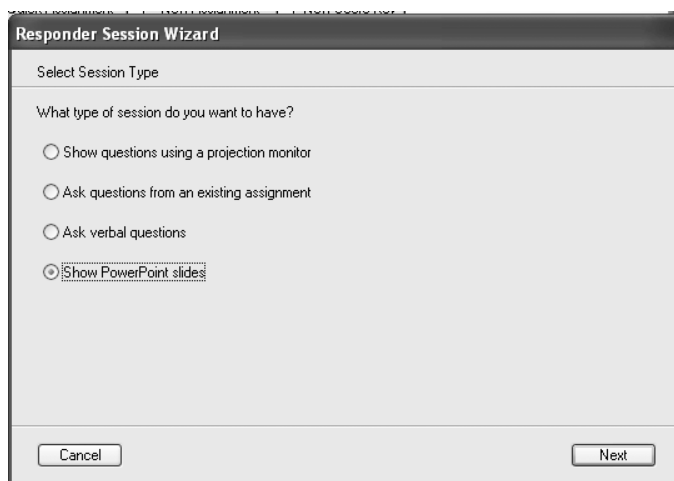 Responder Session Wizard
Select Session Type
What type of session do you want to have?
Show questions using a projection monitor
Ask questions from an existing assignment
Ask verbal questions
Show PowerPoint slides
Cancel
Next